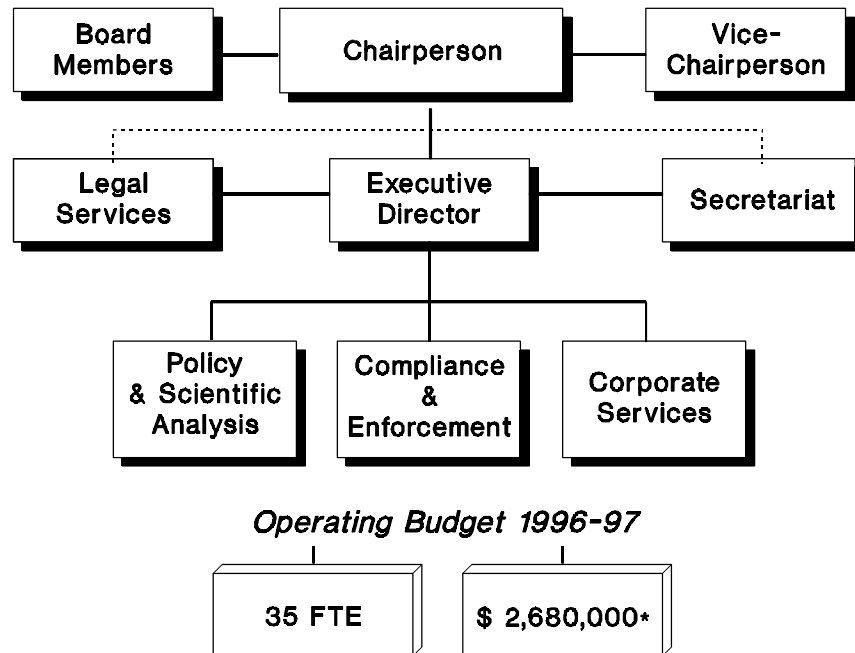 Board
Members
Chairperson
Vice-
Chairperson
Legal
Services
Executive
Director
Secretariat
Policy
& Scientific
Analysis
Compliance
&
Enforcement
Corporate
Services
Operating Budget 1996-97
35 FTE
$ 2,680,000*